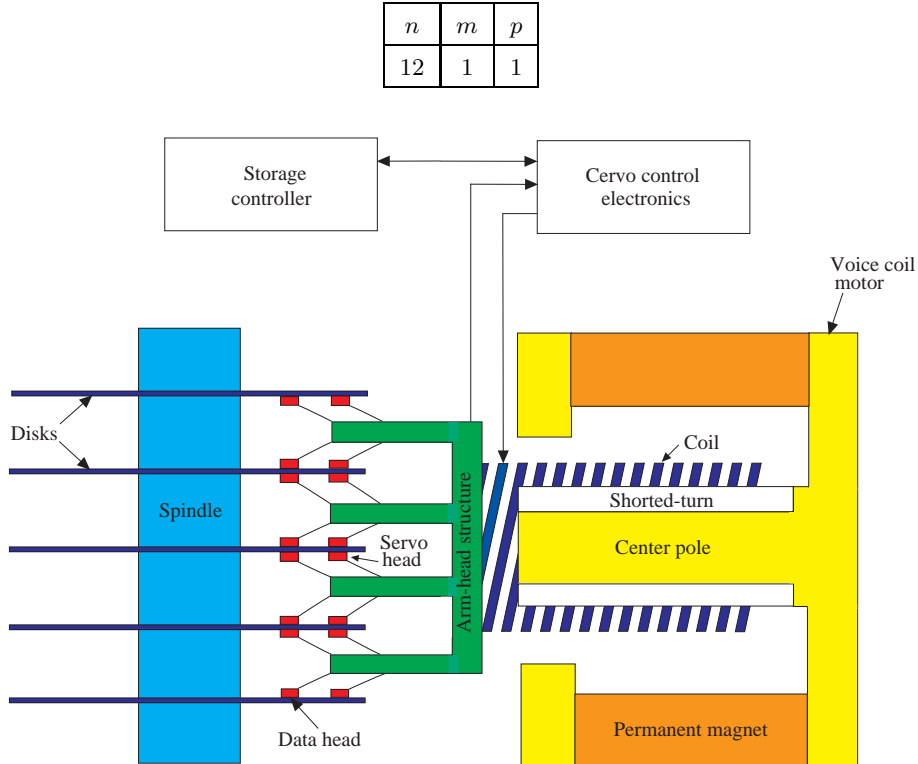 n m p
12 1 1
Storage
controller
Cervo control
electronics
Voice coil
motor
Disks
Coil
Shorted-turn
Spindle
Servo
head
Arm-head structure
Center pole
Data head
Permanent magnet